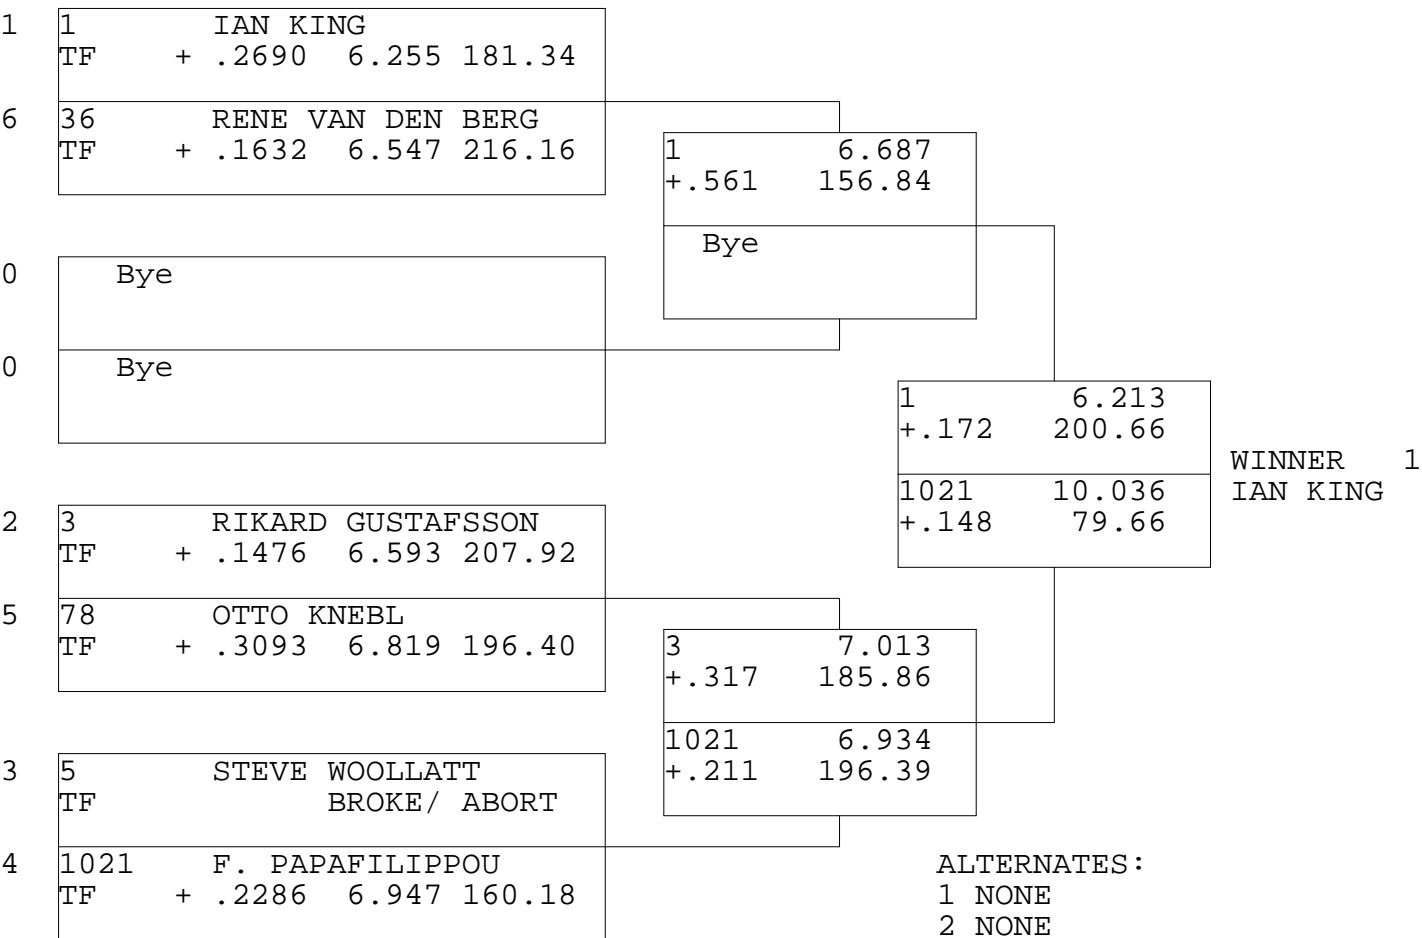 1 1 IAN KING
TF + .2690 6.255 181.34
6 36 RENE VAN DEN BERG
TF + .1632 6.547 216.16
1 6.687
+.561 156.84
Bye
0 Bye
0 Bye
1 6.213
+.172 200.66
WINNER 1
IAN KING
1021 10.036
+.148 79.66
2 3 RIKARD GUSTAFSSON
TF + .1476 6.593 207.92
5 78 OTTO KNEBL
TF + .3093 6.819 196.40
3 7.013
+.317 185.86
1021 6.934
+.211 196.39
3 5 STEVE WOOLLATT
TF BROKE/ ABORT
4 1021 F. PAPAFILIPPOU
TF + .2286 6.947 160.18
ALTERNATES:
1 NONE
2 NONE